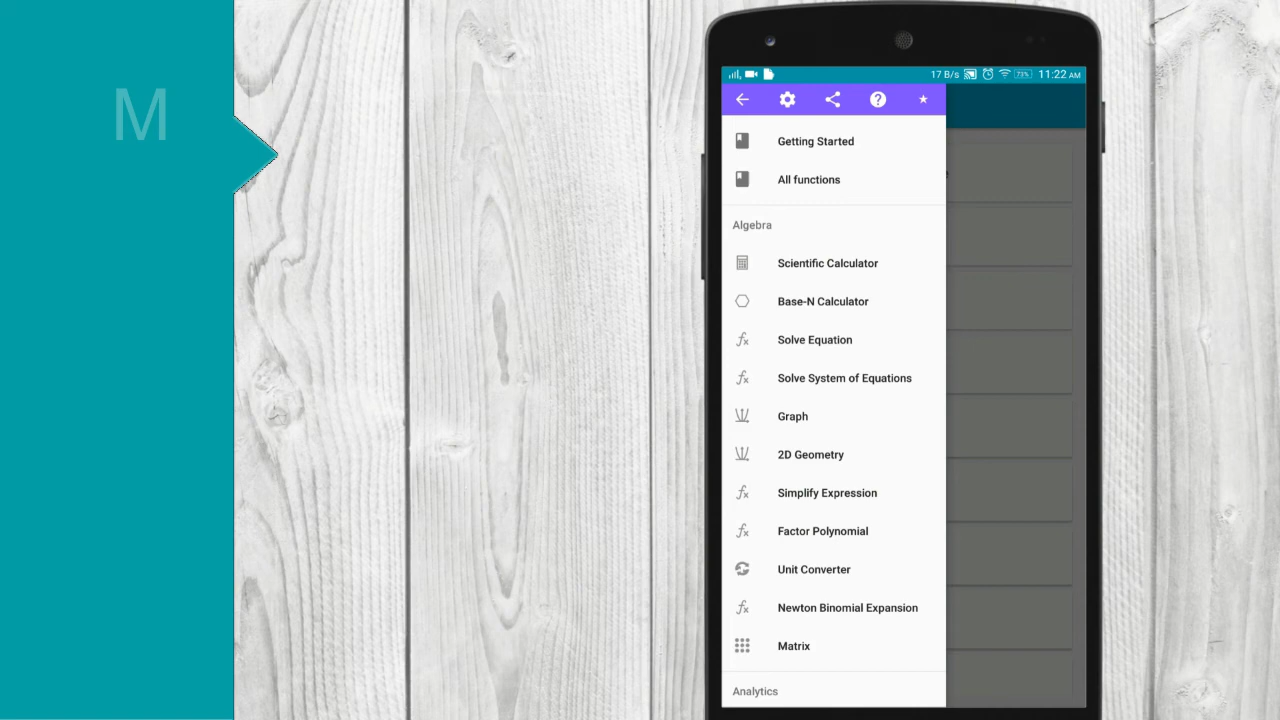 M
17 B/s 73% 11:22 AM
Getting Started
All functions
Algebra
Scientific Calculator
Base-N Calculator
Solve Equation
Solve System of Equations
Graph
2D Geometry
Simplify Expression
Factor Polynomial
Unit Converter
Newton Binomial Expansion
Matrix
Analytics